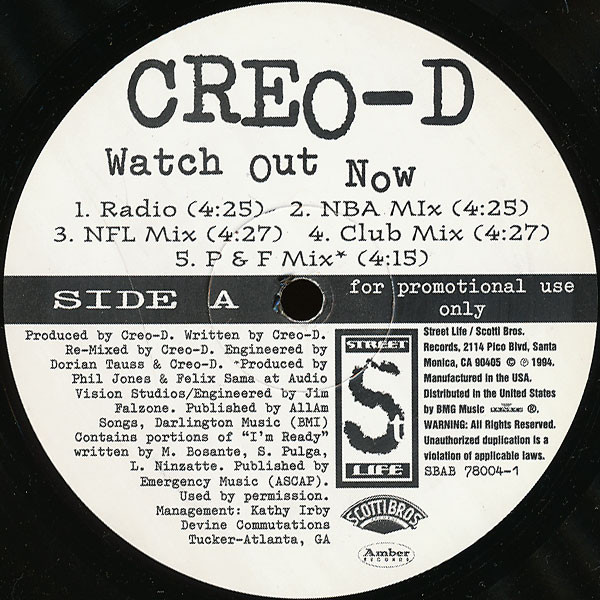 CREO-D
Watch Out Now
1. Radio (4:25) 2. NBA MIx (4:25)
3. NFL Mix (4:27) 4. Club Mix (4:27)
5. P & F Mix* (4:15)
SIDE A
for promotional use
only
Produced by Creo-D. Written by Creo-D.
Re-Mixed by Creo-D. Engineered by
Dorian Tauss & Creo-D. *Produced by
Phil Jones & Felix Sama at Audio
Vision Studios/Engineered by Jim
Falzone. Published by AllAm
Songs, Darlington Music (BMI)
Contains portions of "I'm Ready"
written by M. Bosante, S. Pulga,
L. Ninzatte. Published by
Emergency Music (ASCAP).
Used by permission.
Management: Kathy Irby
Devine Commutations
Tucker-Atlanta, GA
STREET
St
LIFE
Street Life / Scotti Bros.
Records, 2114 Pico Blvd, Santa
Monica, CA 90405 © ℗ 1994.
Manufactured in the USA.
Distributed in the United States
by BMG Music ®.
WARNING: All Rights Reserved.
Unauthorized duplication is a
violation of applicable laws.
SBAB 78004-1
SCOTTI BROS
Amber
RECORDS